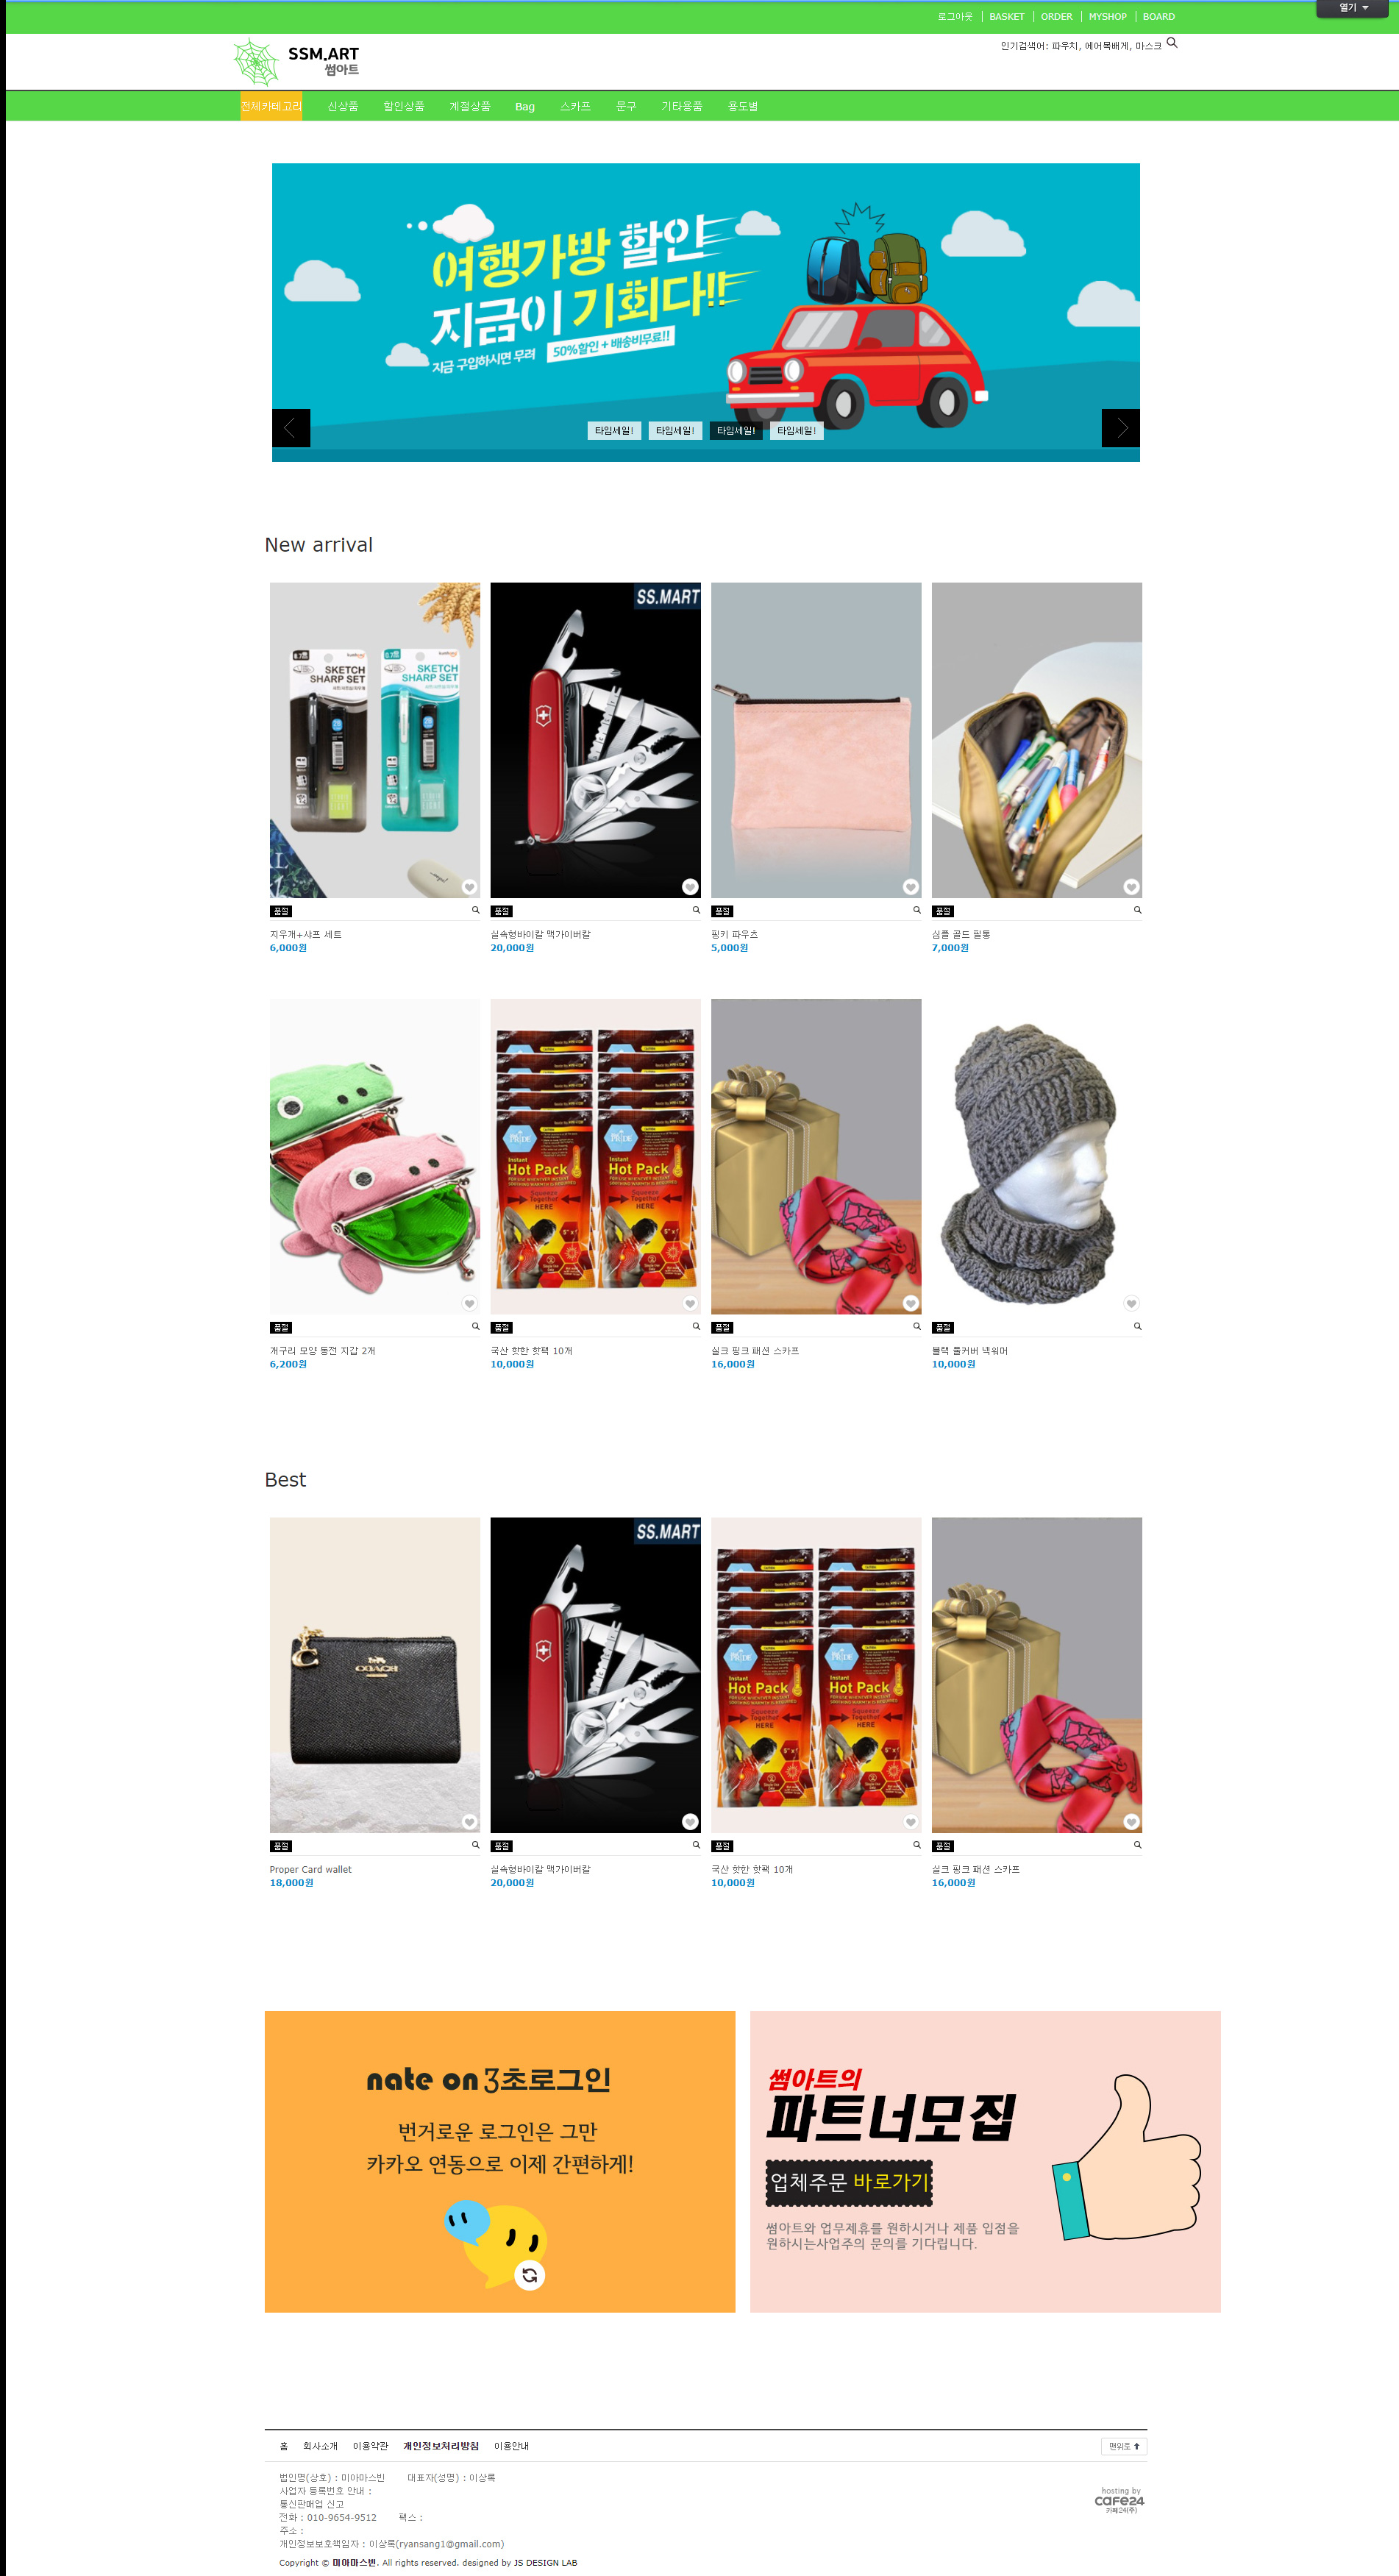 열기
로그아웃 BASKET ORDER MYSHOP BOARD
SSM.ART
썸아트
인기검색어: 파우치, 에어목배게, 마스크
전체카테고리 신상품 할인상품 계절상품 Bag 스카프 문구 기타용품 용도별
여행가방 할인
지금이 기회다!!
지금 구입하시면 무려 50%할인 + 배송비무료!!
타임세일! 타임세일! 타임세일! 타임세일!
New arrival
SKETCH
SHARP SET
SKETCH
SHARP SET
SS.MART
품절 품절 품절 품절
지우개+샤프 세트 실속형바이칼 맥가이버칼 핑키 파우츠 심플 골드 필통
6,000원 20,000원 5,000원 7,000원
PRIDE PRIDE
Instant Instant
Hot Pack Hot Pack
Squeeze Together HERE
품절 품절 품절 품절
개구리 모양 동전 지갑 2개 국산 핫한 핫팩 10개 실크 핑크 패션 스카프 블랙 풀커버 넥워머
6,200원 10,000원 16,000원 10,000원
Best
COACH
SS.MART
PRIDE PRIDE
Instant Instant
Hot Pack Hot Pack
Squeeze Together HERE
품절 품절 품절 품절
Proper Card wallet 실속형바이칼 맥가이버칼 국산 핫한 핫팩 10개 실크 핑크 패션 스카프
18,000원 20,000원 10,000원 16,000원
nate on 3초로그인
번거로운 로그인은 그만
카카오 연동으로 이제 간편하게!
썸아트의
파트너모집
업체주문 바로가기
썸아트와 업무제휴를 원하시거나 제품 입점을
원하시는사업주의 문의를 기다립니다.
홈 회사소개 이용약관 개인정보처리방침 이용안내
맨위로
법인명(상호) : 미아마스빈 대표자(성명) : 이상록
사업자 등록번호 안내 :
통신판매업 신고
전화 : 010-9654-9512 팩스 :
주소 :
개인정보보호책임자 : 이상록(ryansang1@gmail.com)
Copyright © 미아마스빈. All rights reserved. designed by JS DESIGN LAB
hosting by
cafe24
카페24(주)